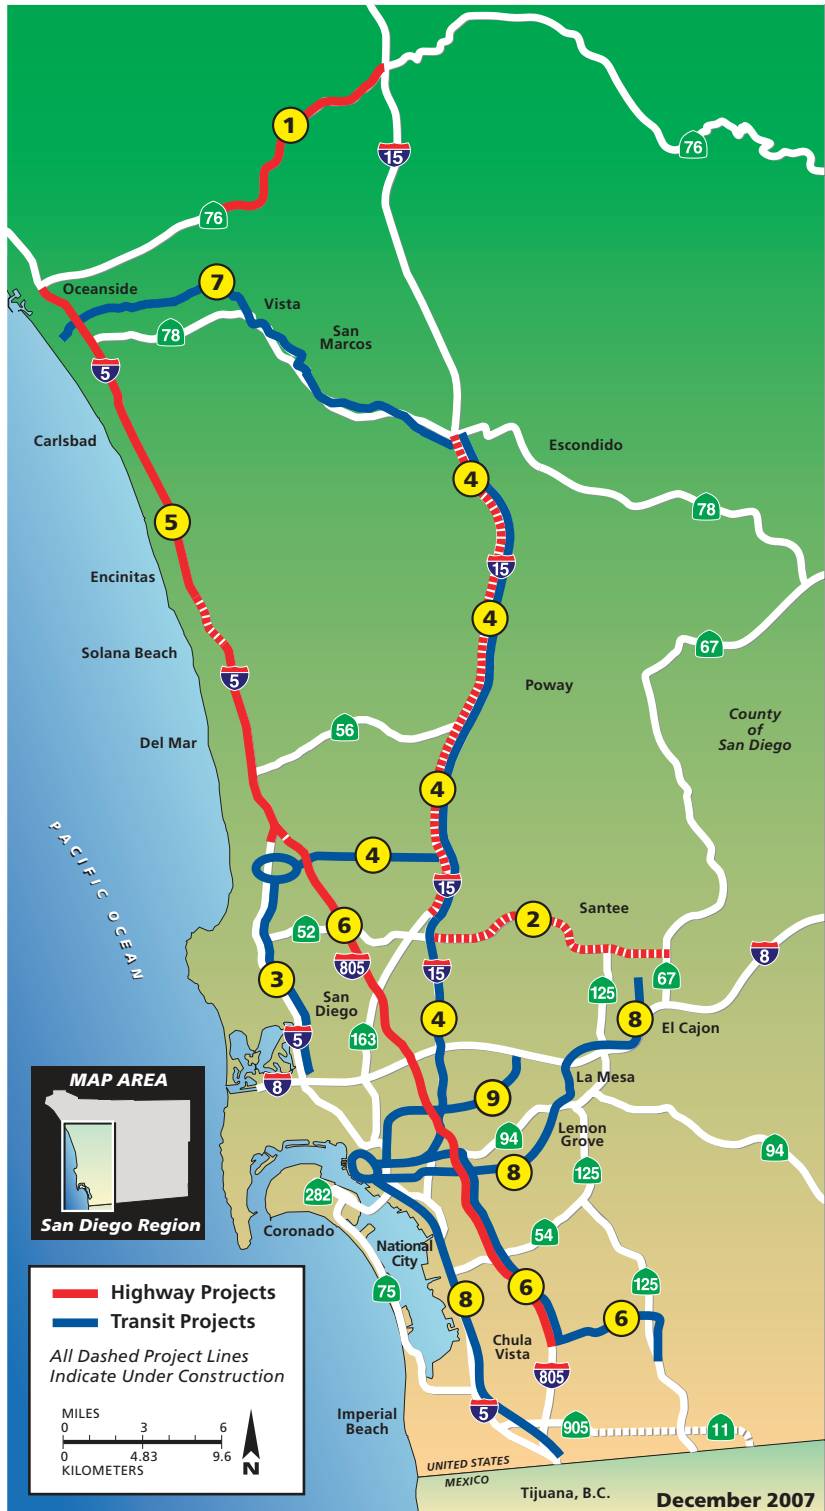 1
15
76
76
7
Oceanside
Vista
San
Marcos
78
5
Carlsbad
Escondido
4
78
5
15
Encinitas
4
67
Solana Beach
5
Poway
County
of
San Diego
56
Del Mar
4
PACIFIC OCEAN
4
15
Santee
2
52
6
8
805
15
3
67
125
San
Diego
4
8
El Cajon
163
5
8
La Mesa
MAP AREA
San Diego Region
9
Lemon
Grove
94
94
8
125
282
Coronado
54
National
City
75
125
8
6
6
Highway Projects
Transit Projects
All Dashed Project Lines
Indicate Under Construction
Chula
Vista
805
MILES
0 3 6
0 4.83 9.6
KILOMETERS
N
Imperial
Beach
5
905
11
UNITED STATES
MEXICO
Tijuana, B.C.
December 2007